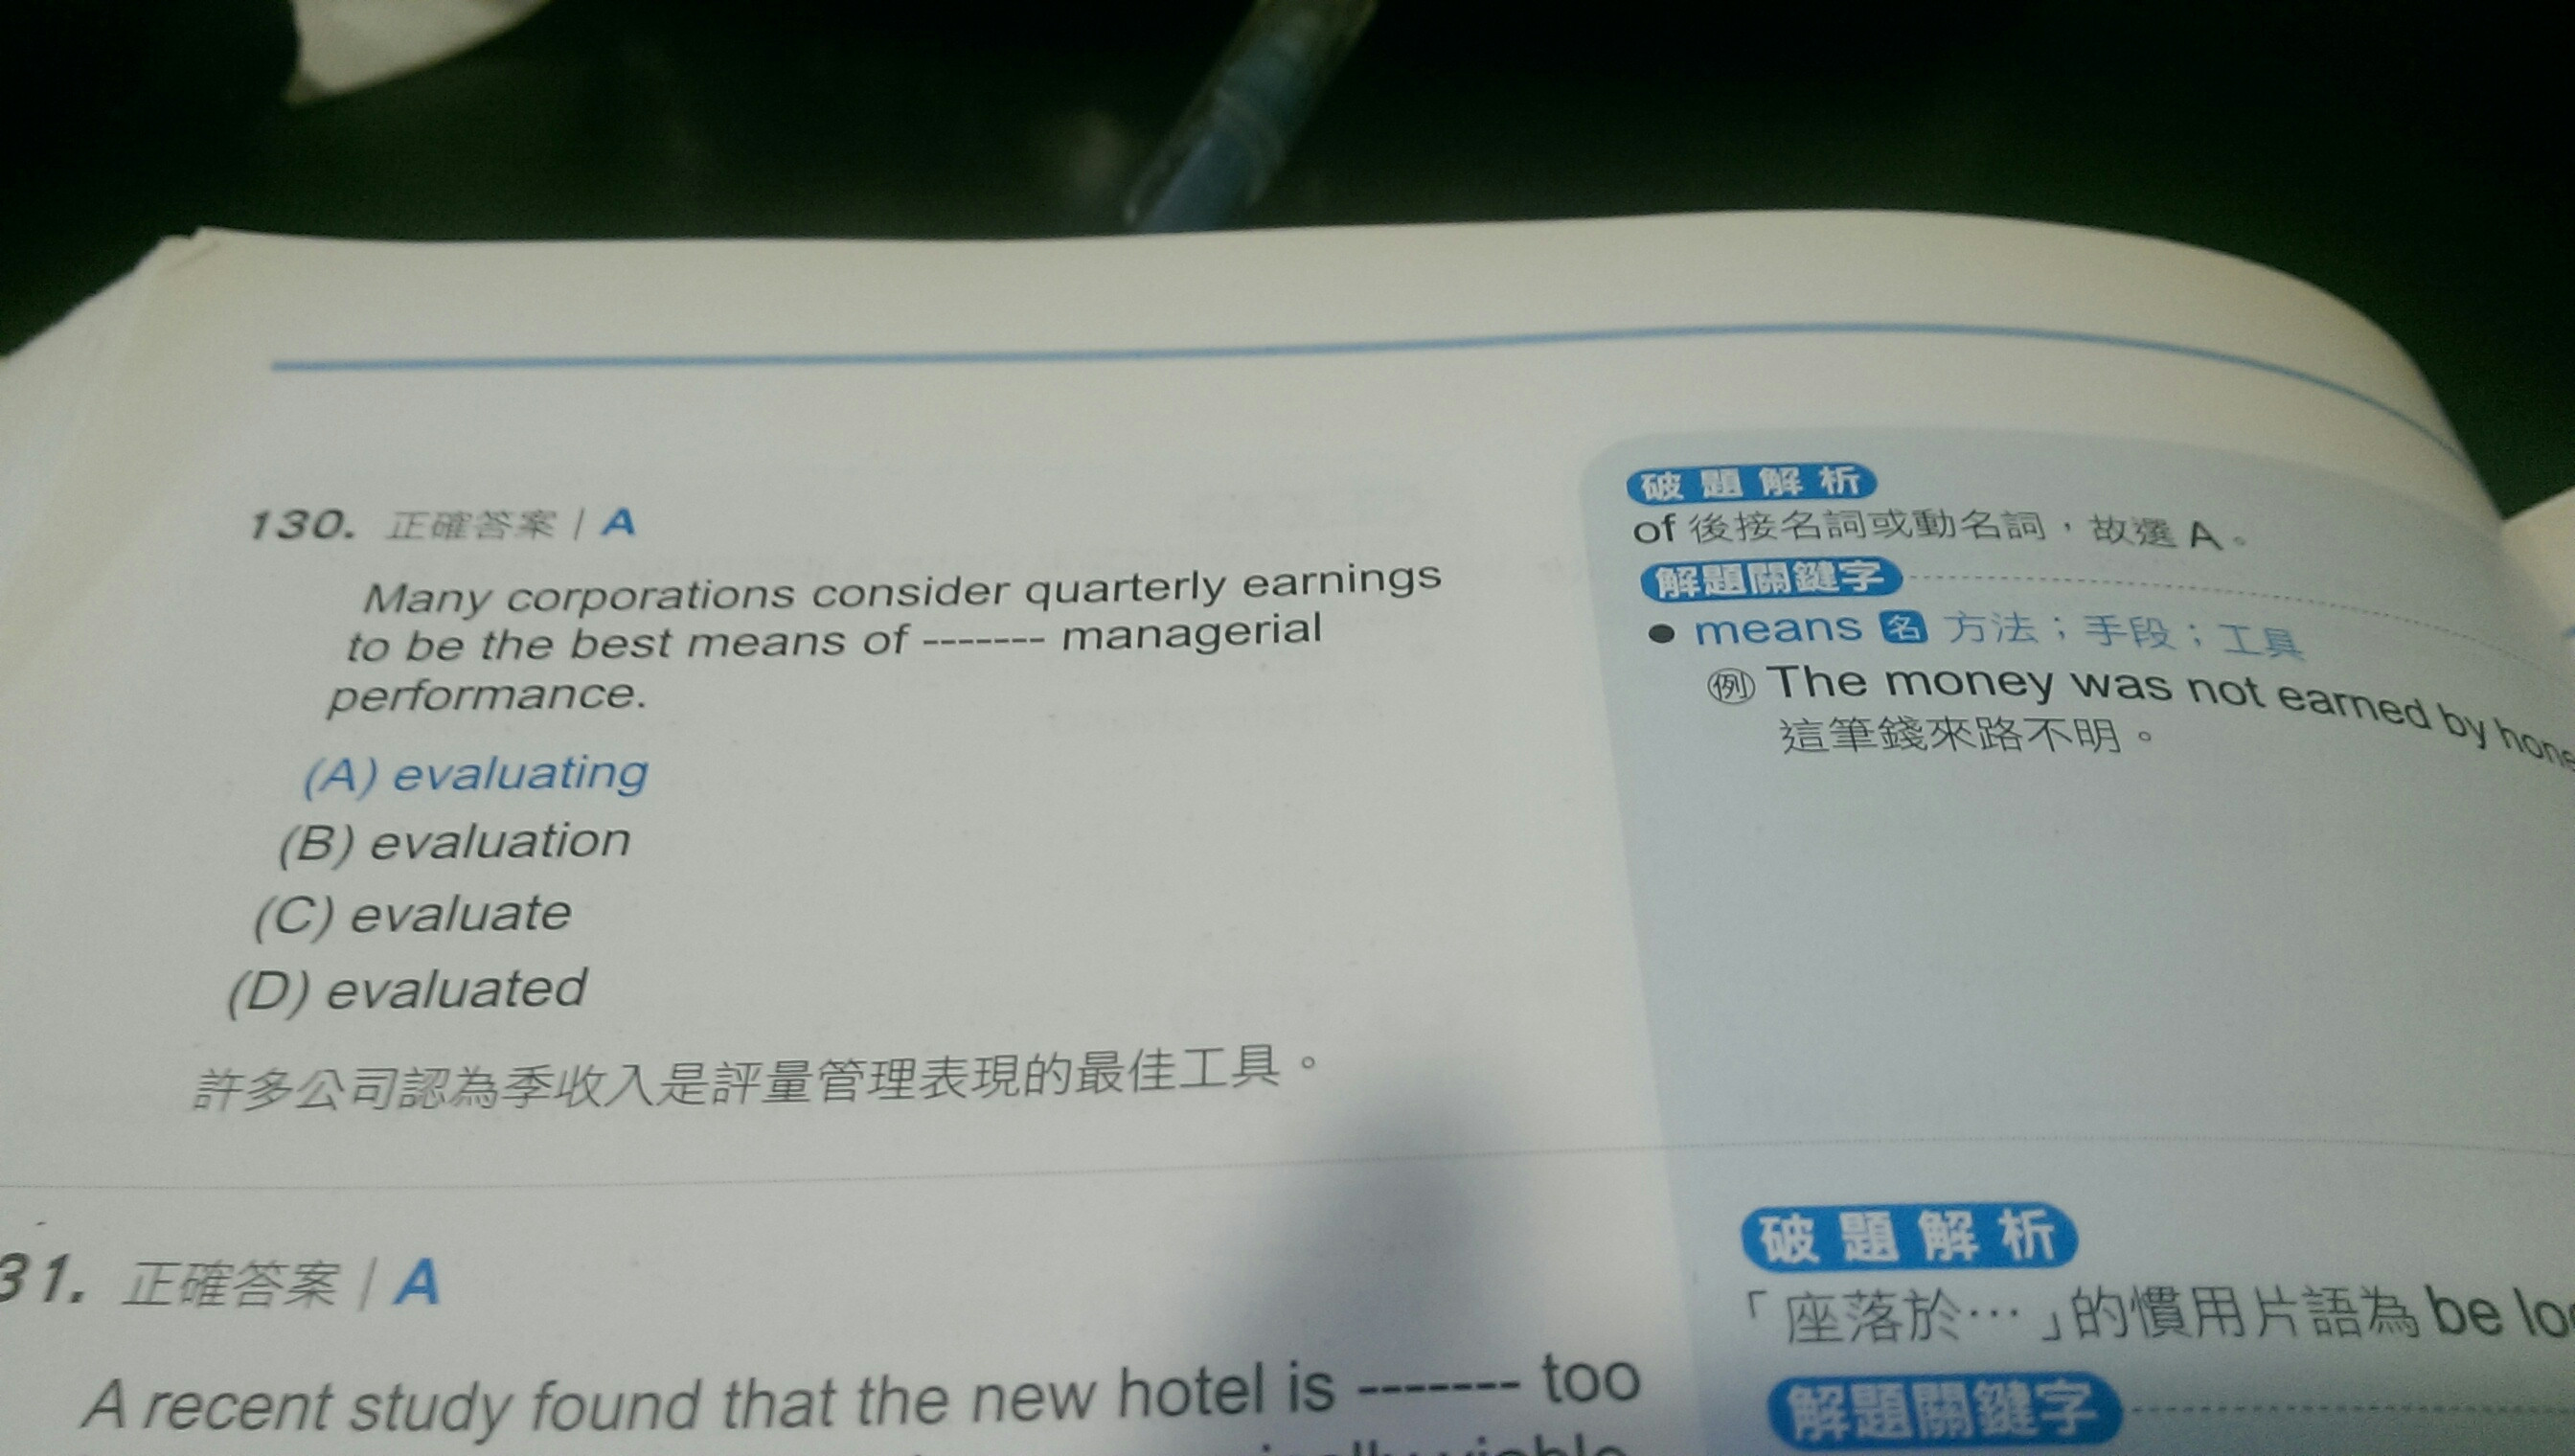 130. 正確答案 | A
Many corporations consider quarterly earnings
to be the best means of ------- managerial
performance.
(A) evaluating
(B) evaluation
(C) evaluate
(D) evaluated
許多公司認為季收入是評量管理表現的最佳工具。
破題解析
of 後接名詞或動名詞，故選 A。
解題關鍵字
● means 名 方法；手段；工具
例 The money was not earned by
這筆錢來路不明。
31. 正確答案 | A
A recent study found that the new hotel is ------- too
破題解析
「座落於…」的慣用片語為 be
解題關鍵字